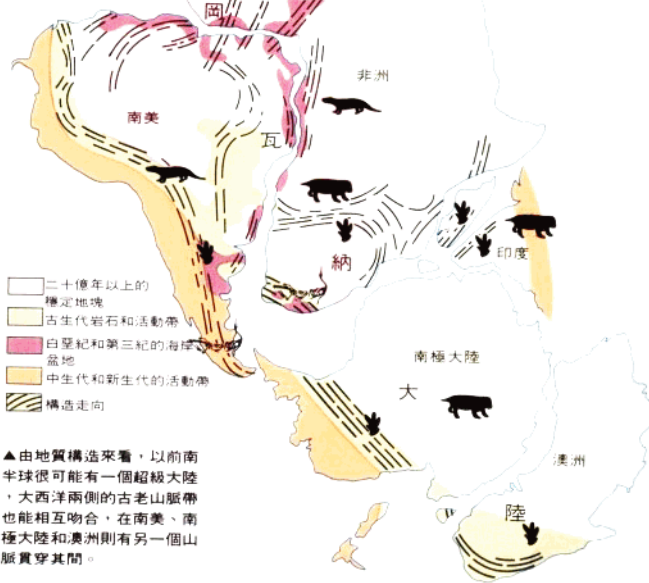 岡
非洲
南美
瓦
納
印度
二十億年以上的
穩定地塊
古生代岩石和活動帶
白堊紀和第三紀的海岸
盆地
中生代和新生代的活動帶
構造走向
南極大陸
大
澳洲
陸
▲由地質構造來看，以前南
半球很可能有一個超級大陸
，大西洋兩側的古老山脈帶
也能相互吻合，在南美、南
極大陸和澳洲則有另一個山
脈貫穿其間。